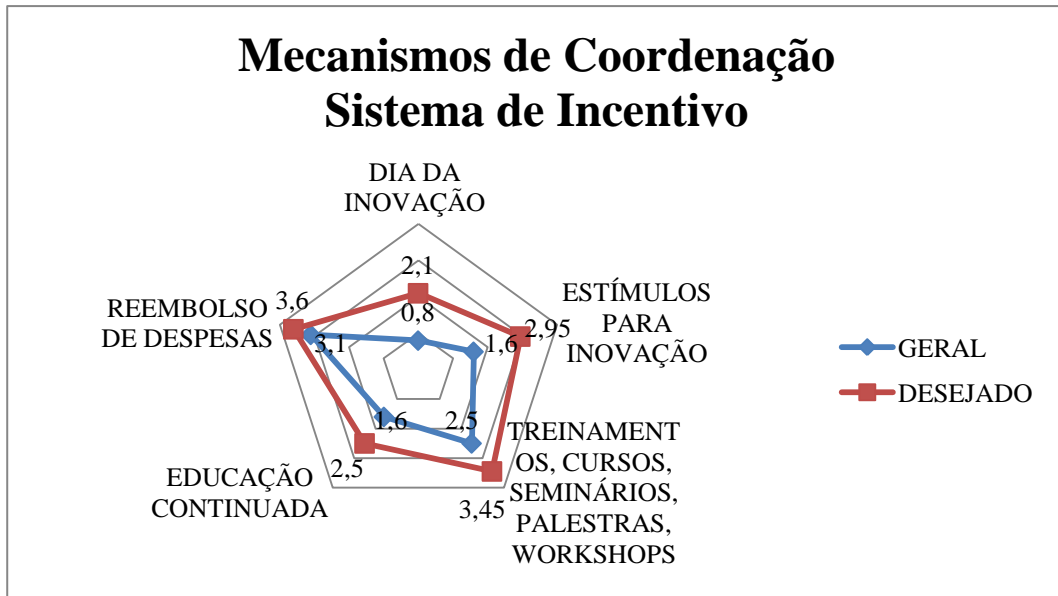 Mecanismos de Coordenação
Sistema de Incentivo
DIA DA
INOVAÇÃO
2,1
0,8
ESTÍMULOS
PARA
INOVAÇÃO
2,95
1,6
REEMBOLSO
DE DESPESAS
3,6
3,1
GERAL
DESEJADO
TREINAMENT
OS, CURSOS,
SEMINÁRIOS,
PALESTRAS,
WORKSHOPS
2,5
3,45
EDUCAÇÃO
CONTINUADA
1,6
2,5